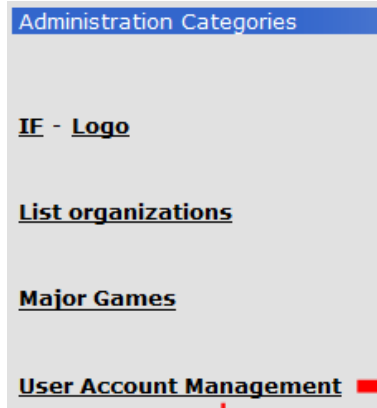 Administration Categories
IF - Logo
List organizations
Major Games
User Account Management